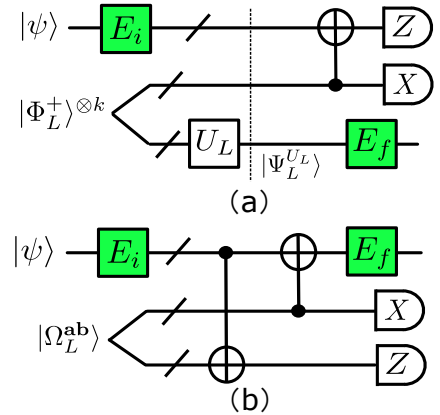 |ψ⟩ E_i Z
X
|Φ_L^+⟩^{⊗k}
U_L |Ψ_L^{U_L}⟩ E_f
(a)
|ψ⟩ E_i E_f
X
|Ω_L^{ab}⟩
Z
(b)